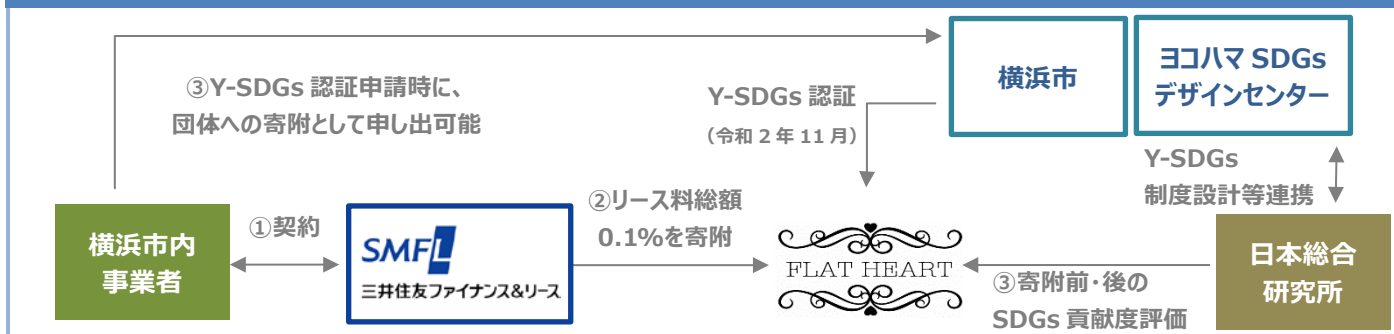 ③Y-SDGs 認証申請時に、
団体への寄附として申し出可能
Y-SDGs 認証
（令和 2 年 11 月）
横浜市
ヨコハマ SDGs
デザインセンター
Y-SDGs
制度設計等連携
横浜市内
事業者
①契約
SMFL
三井住友ファイナンス&リース
②リース料総額
0.1%を寄附
FLAT HEART
③寄附前・後の
SDGs 貢献度評価
日本総合
研究所